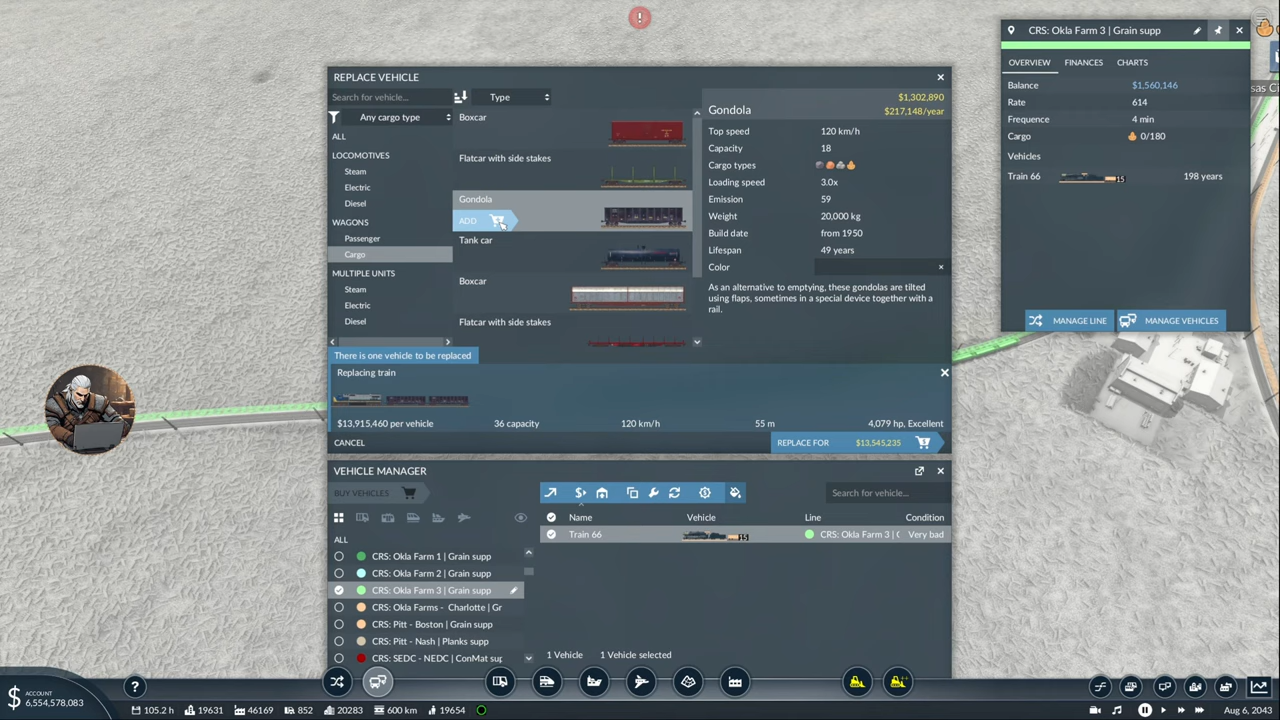 CRS: Okla Farm 3 | Grain supp
OVERVIEW FINANCES CHARTS
Balance $1,560,146
Rate 614
Frequence 4 min
Cargo 0/180
Vehicles
Train 66 15 198 years
MANAGE LINE MANAGE VEHICLES
REPLACE VEHICLE
Search for vehicle... Type
Any cargo type
ALL
LOCOMOTIVES
Steam
Electric
Diesel
WAGONS
Passenger
Cargo
MULTIPLE UNITS
Steam
Electric
Diesel
Boxcar
Flatcar with side stakes
Gondola
ADD
Tank car
Boxcar
Flatcar with side stakes
$1,302,890
Gondola $217,148/year
Top speed 120 km/h
Capacity 18
Cargo types
Loading speed 3.0x
Emission 59
Weight 20,000 kg
Build date from 1950
Lifespan 49 years
Color
As an alternative to emptying, these gondolas are tilted
using flaps, sometimes in a special device together with a
rail.
There is one vehicle to be replaced
Replacing train
$13,915,460 per vehicle 36 capacity 120 km/h 55 m 4,079 hp, Excellent
CANCEL REPLACE FOR $13,545,235
VEHICLE MANAGER
BUY VEHICLES Search for vehicle...
Name Vehicle Line Condition
Train 66 15 CRS: Okla Farm 3 | Very bad
ALL
CRS: Okla Farm 1 | Grain supp
CRS: Okla Farm 2 | Grain supp
CRS: Okla Farm 3 | Grain supp
CRS: Okla Farms - Charlotte | Gr
CRS: Pitt - Boston | Grain supp
CRS: Pitt - Nash | Planks supp
CRS: SEDC - NEDC | ConMat sup
1 Vehicle 1 Vehicle selected
$ ACCOUNT
6,554,578,083
?
105.2 h 19631 46169 852 20283 600 km 19654 Aug 6, 2043